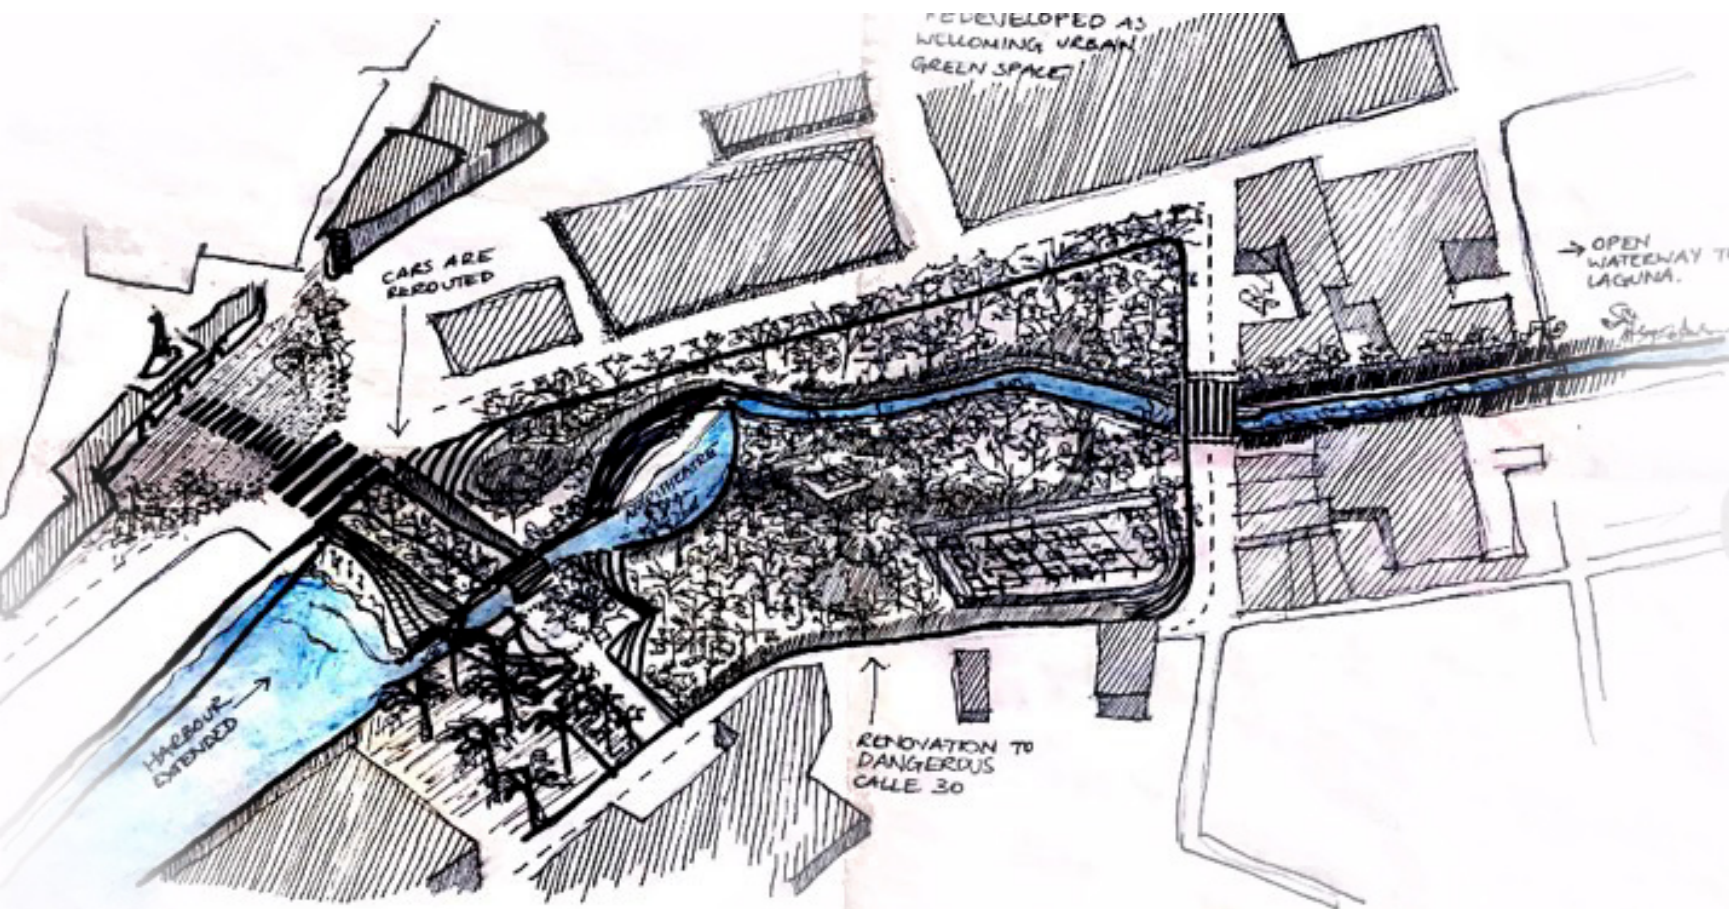 REDEVELOPED AS
WELCOMING URBAN
GREEN SPACE
CARS ARE
REROUTED
→ OPEN
WATERWAY TO
LAGUNA.
AMPITHEATRE
HARBOUR
EXTENDED
RENOVATION TO
DANGEROUS
CALLE 30